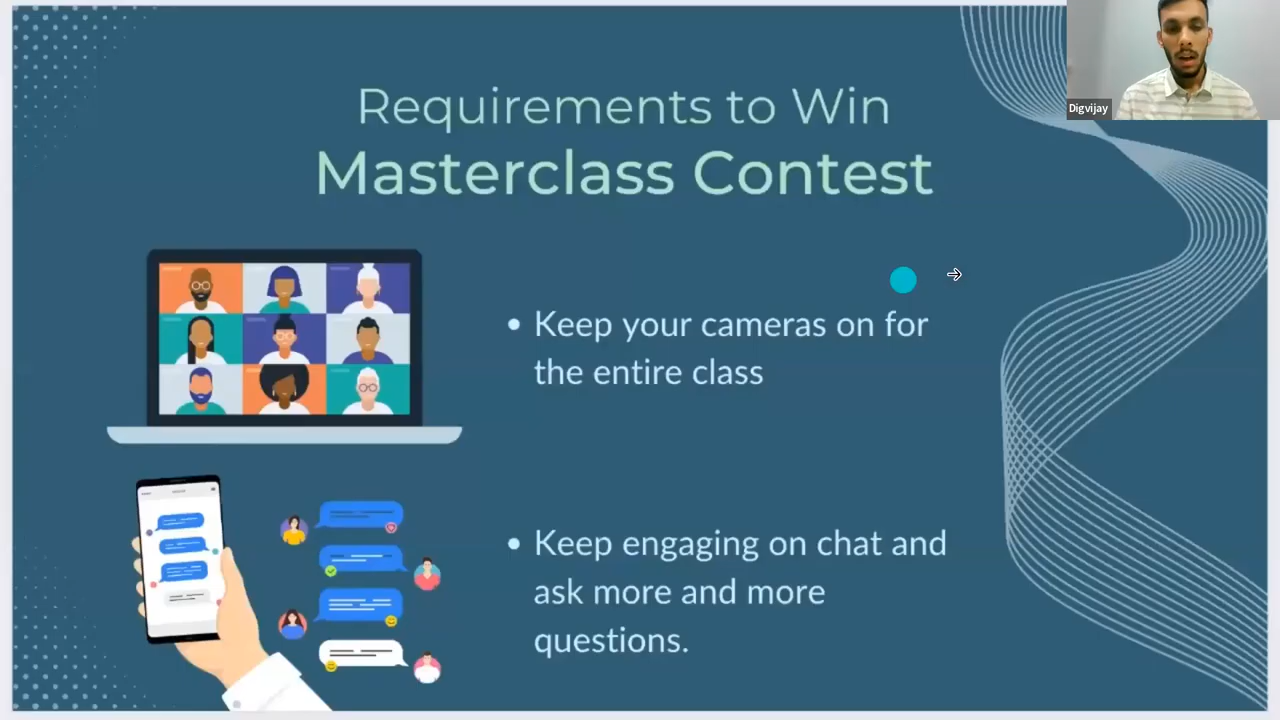 Requirements to Win
Masterclass Contest
Digvijay
• Keep your cameras on for
the entire class
• Keep engaging on chat and
ask more and more
questions.